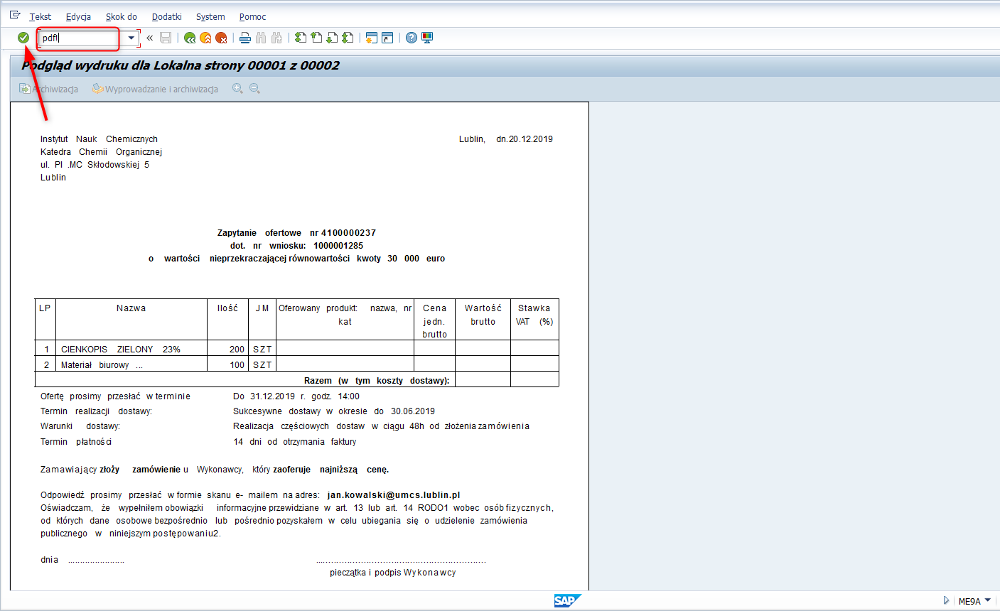 Tekst Edycja Skok do Dodatki System Pomoc
pdf!
Podgląd wydruku dla Lokalna strony 00001 z 00002
Archiwizacja Wyprowadzanie i archiwizacja
Instytut Nauk Chemicznych Lublin, dn.20.12.2019
Katedra Chemii Organicznej
ul. Pl .MC Skłodowskiej 5
Lublin
Zapytanie ofertowe nr 4100000237
dot. nr wniosku: 1000001285
o wartości nieprzekraczającej równowartości kwoty 30 000 euro
LP Nazwa Ilość JM Oferowany produkt: nazwa, nr Cena Wartość Stawka
kat jedn. brutto VAT (%)
brutto
1 CIENKOPIS ZIELONY 23% 200 SZT
2 Materiał biurowy ... 100 SZT
Razem (w tym koszty dostawy):
Ofertę prosimy przesłać w terminie Do 31.12.2019 r. godz. 14:00
Termin realizacji dostawy: Sukcesywne dostawy w okresie do 30.06.2019
Warunki dostawy: Realizacja częściowych dostaw w ciągu 48h od złożenia zamówienia
Termin płatności 14 dni od otrzymania faktury
Zamawiający złoży zamówienie u Wykonawcy, który zaoferuje najniższą cenę.
Odpowiedź prosimy przesłać w formie skanu e- mailem na adres: jan.kowalski@umcs.lublin.pl
Oświadczam, że wypełniłem obowiązki informacyjne przewidziane w art. 13 lub art. 14 RODO1 wobec osób fizycznych,
od których dane osobowe bezpośrednio lub pośrednio pozyskałem w celu ubiegania się o udzielenie zamówienia
publicznego w niniejszym postępowaniu2.
dnia ........................ ..............................................................
pieczątka i podpis Wykonawcy
SAP ME9A